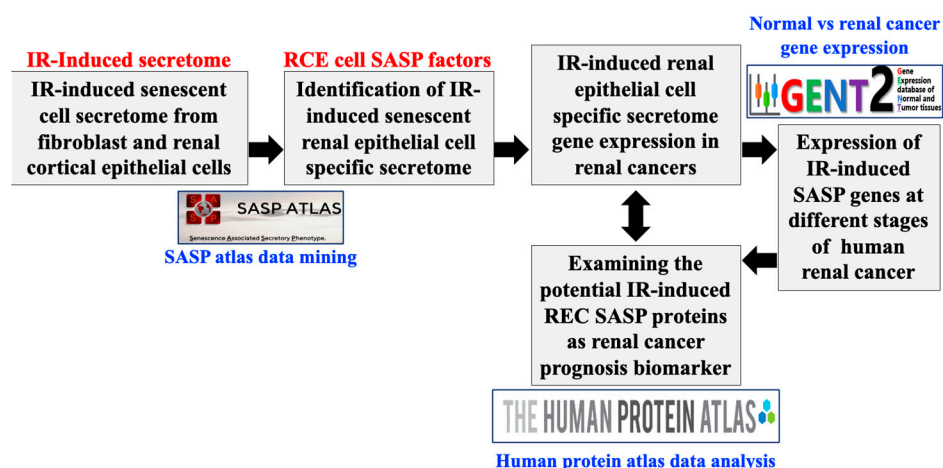 IR-Induced secretome
IR-induced senescent
cell secretome from
fibroblast and renal
cortical epithelial cells
SASP ATLAS
Senescence Associated Secretory Phenotype.
SASP atlas data mining
RCE cell SASP factors
Identification of IR-
induced senescent
renal epithelial cell
specific secretome
IR-induced renal
epithelial cell
specific secretome
gene expression in
renal cancers
Normal vs renal cancer
gene expression
GENT2
Gene
Expression
database of
Normal and
Tumor tissues
Expression of
IR-induced
SASP genes at
different stages
of human
renal cancer
Examining the
potential IR-induced
REC SASP proteins
as renal cancer
prognosis biomarker
THE HUMAN PROTEIN ATLAS
Human protein atlas data analysis